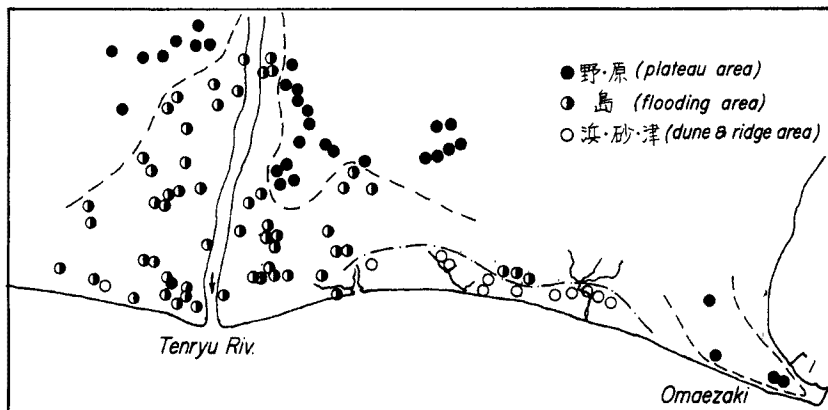 ● 野・原 (plateau area)
◑ 島 (flooding area)
○ 浜・砂・津 (dune & ridge area)
Tenryu Riv.
Omaezaki